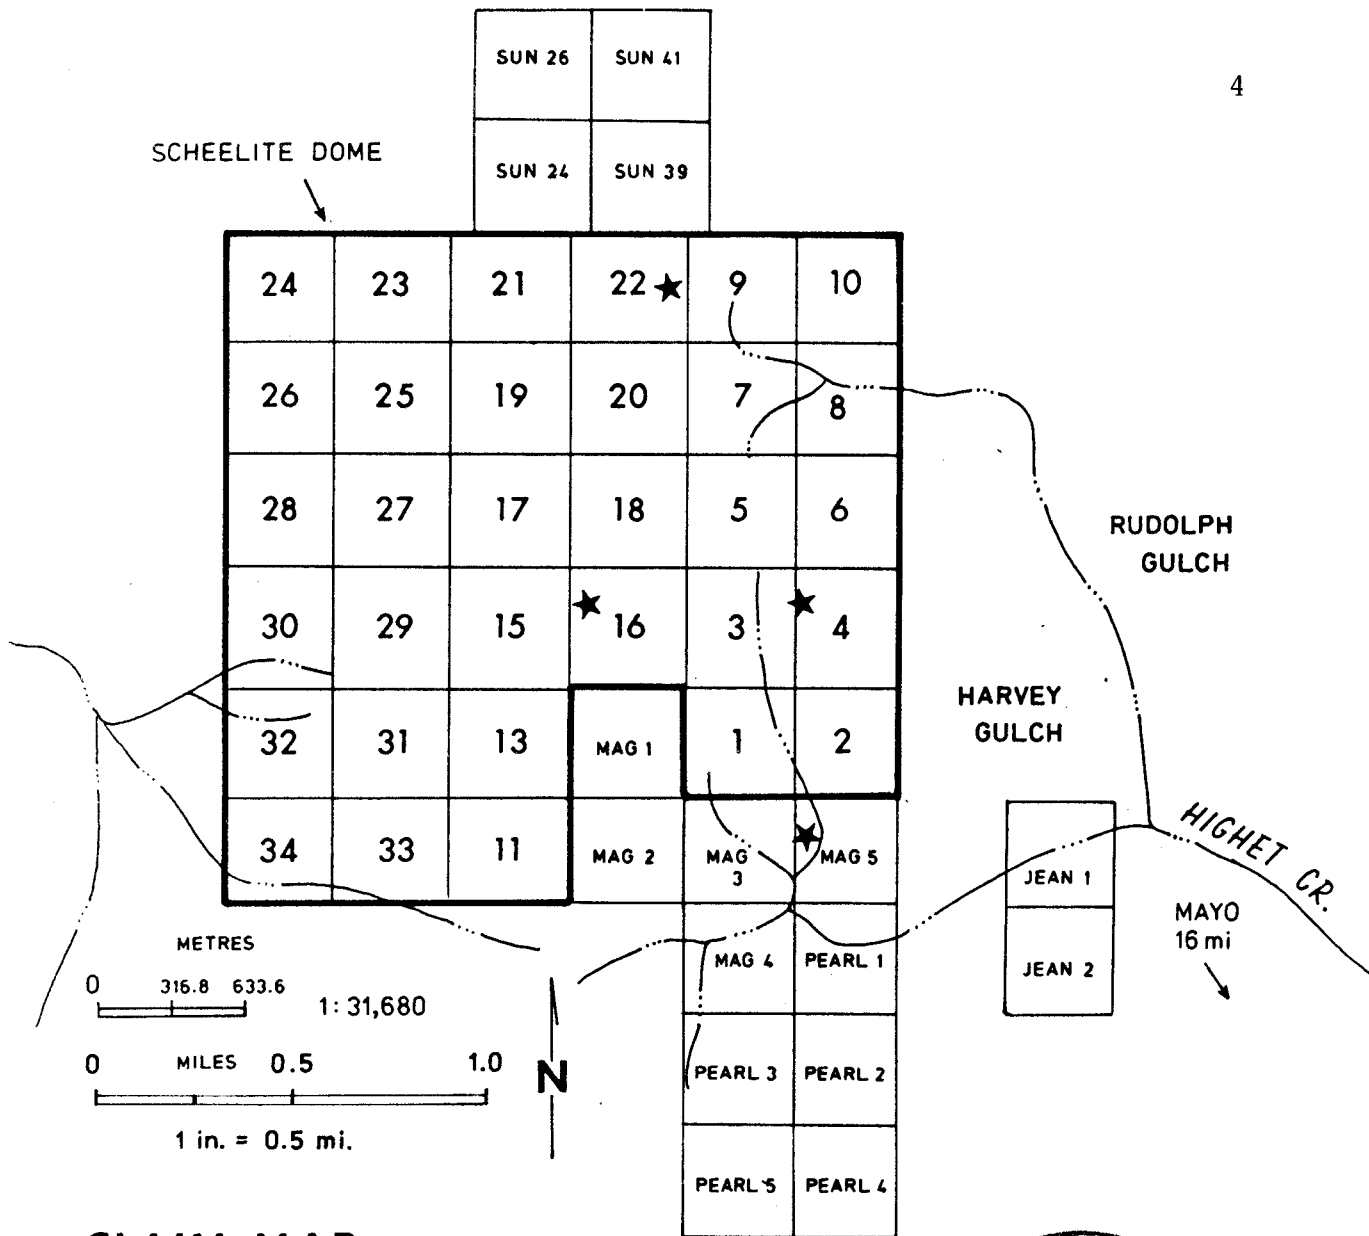 4
SUN 26 SUN 41
SCHEELITE DOME
SUN 24 SUN 39
24 23 21 22 9 10
26 25 19 20 7 8
28 27 17 18 5 6
RUDOLPH
GULCH
30 29 15 16 3 4
HARVEY
GULCH
32 31 13 MAG 1 1 2
HIGHET CR.
34 33 11 MAG 2 MAG
3 MAG 5
JEAN 1
MAYO
16 mi
METRES
0 316.8 633.6
1: 31,680
MAG 4 PEARL 1
JEAN 2
0 MILES 0.5 1.0
N
PEARL 3 PEARL 2
1 in. = 0.5 mi.
PEARL 5 PEARL 4
CLAIM MAP